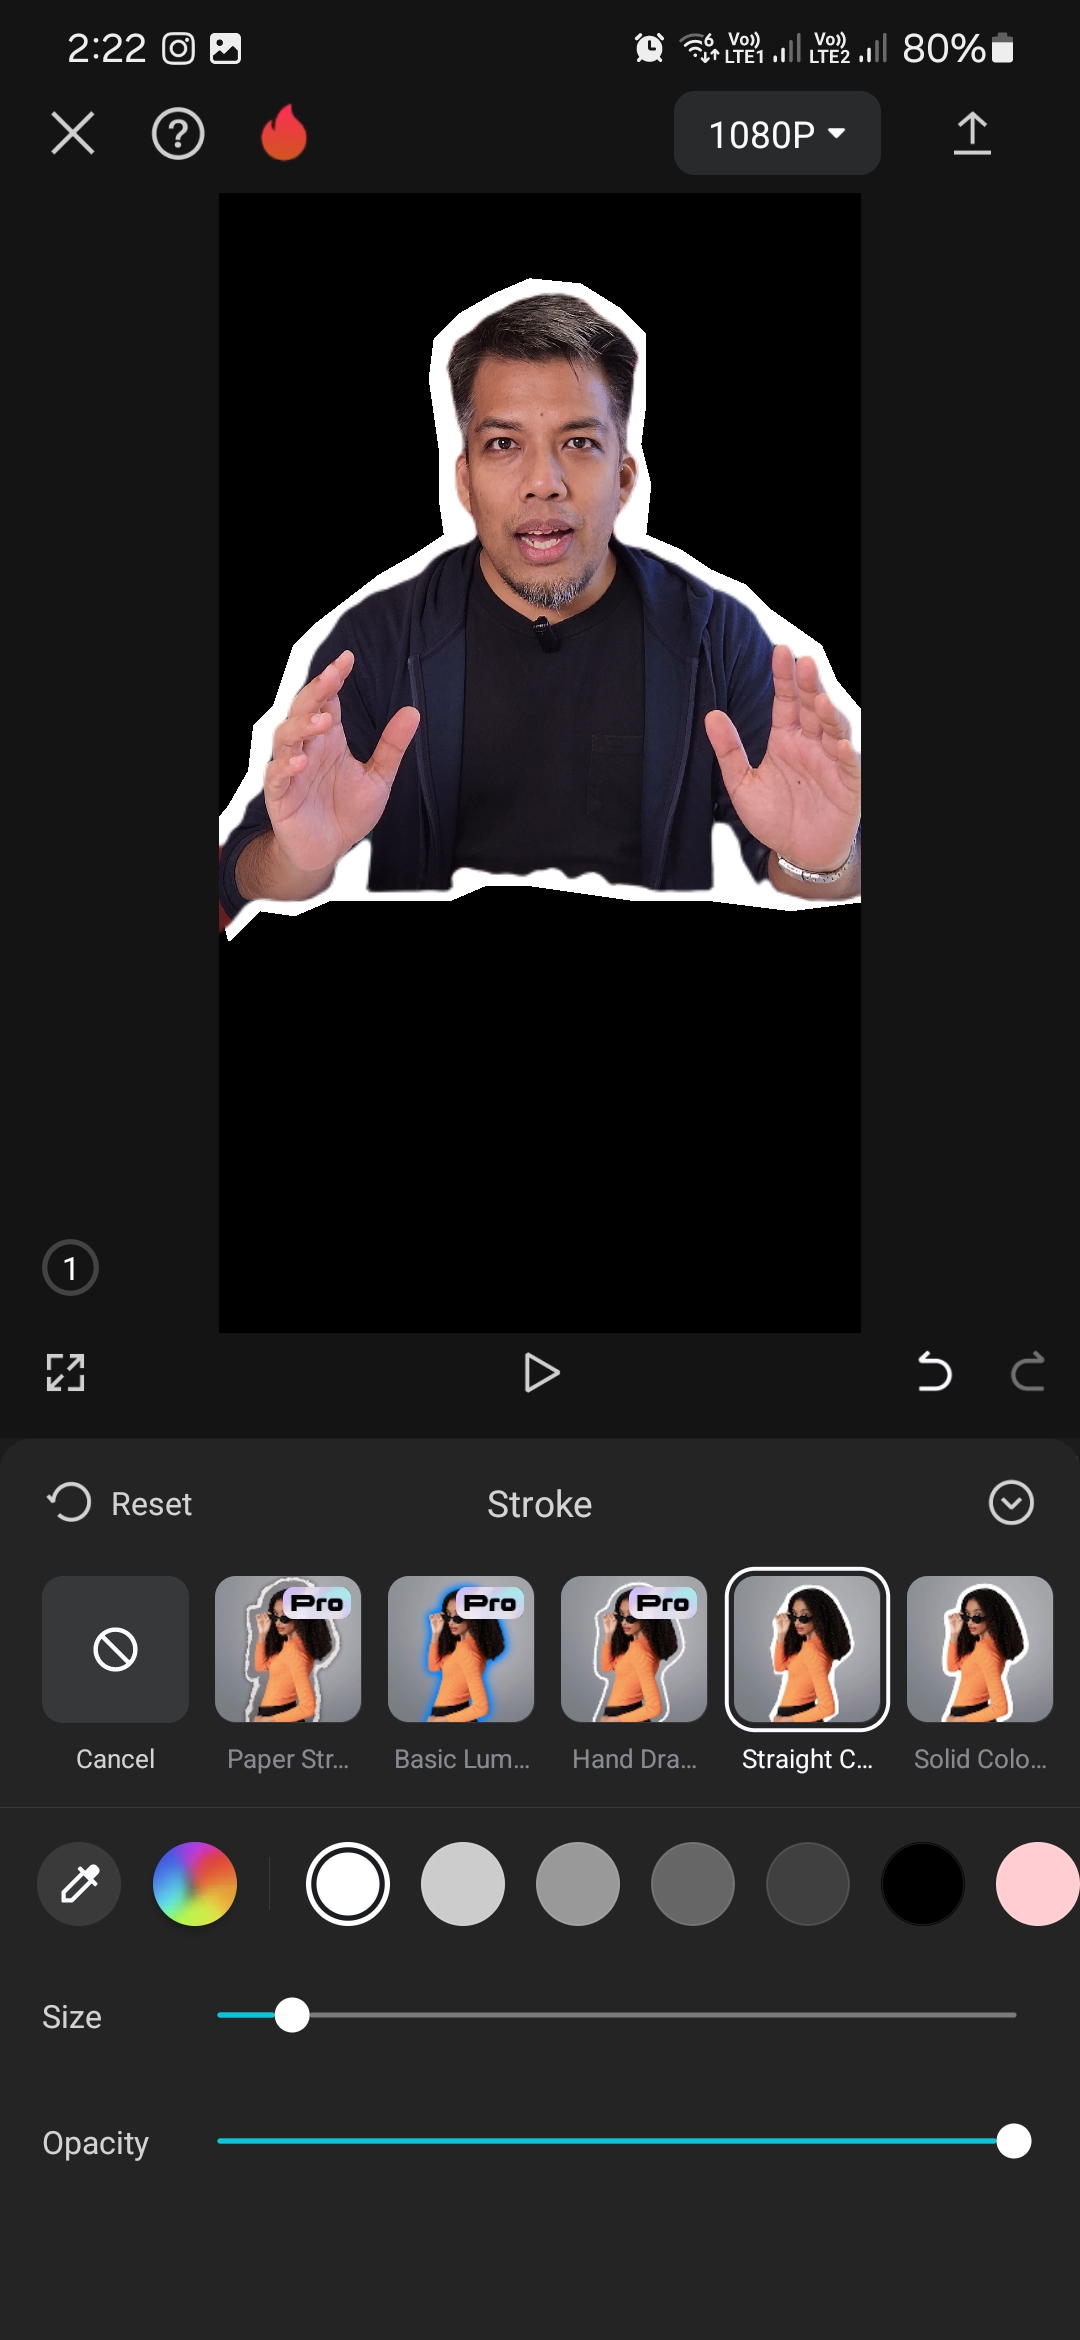 2:22 6 Vo)) LTE1 Vo)) LTE2 80%
? 1080P
1
Reset Stroke
Pro Pro Pro
Cancel Paper Str... Basic Lum... Hand Dra... Straight C... Solid Colo...
Size
Opacity